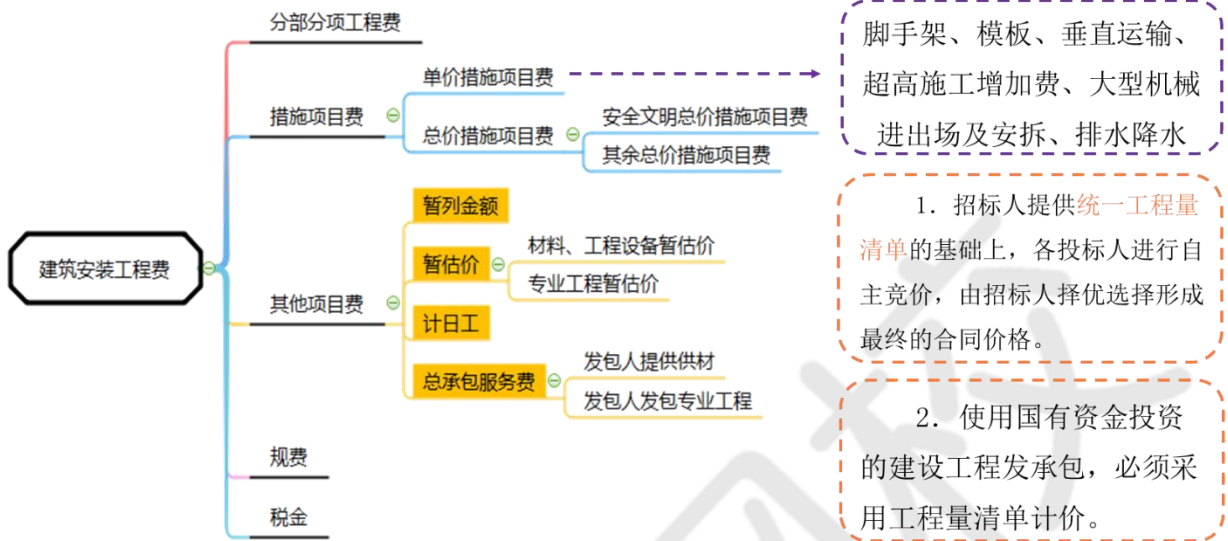 分部分项工程费
单价措施项目费
措施项目费
安全文明总价措施项目费
总价措施项目费
其余总价措施项目费
暂列金额
材料、工程设备暂估价
暂估价
专业工程暂估价
建筑安装工程费
其他项目费
计日工
发包人提供供材
总承包服务费
发包人发包专业工程
规费
税金
脚手架、模板、垂直运输、
超高施工增加费、大型机械
进出场及安拆、排水降水
1. 招标人提供统一工程量
清单的基础上，各投标人进行自
主竞价，由招标人择优选择形成
最终的合同价格。
2. 使用国有资金投资
的建设工程发承包，必须采
用工程量清单计价。